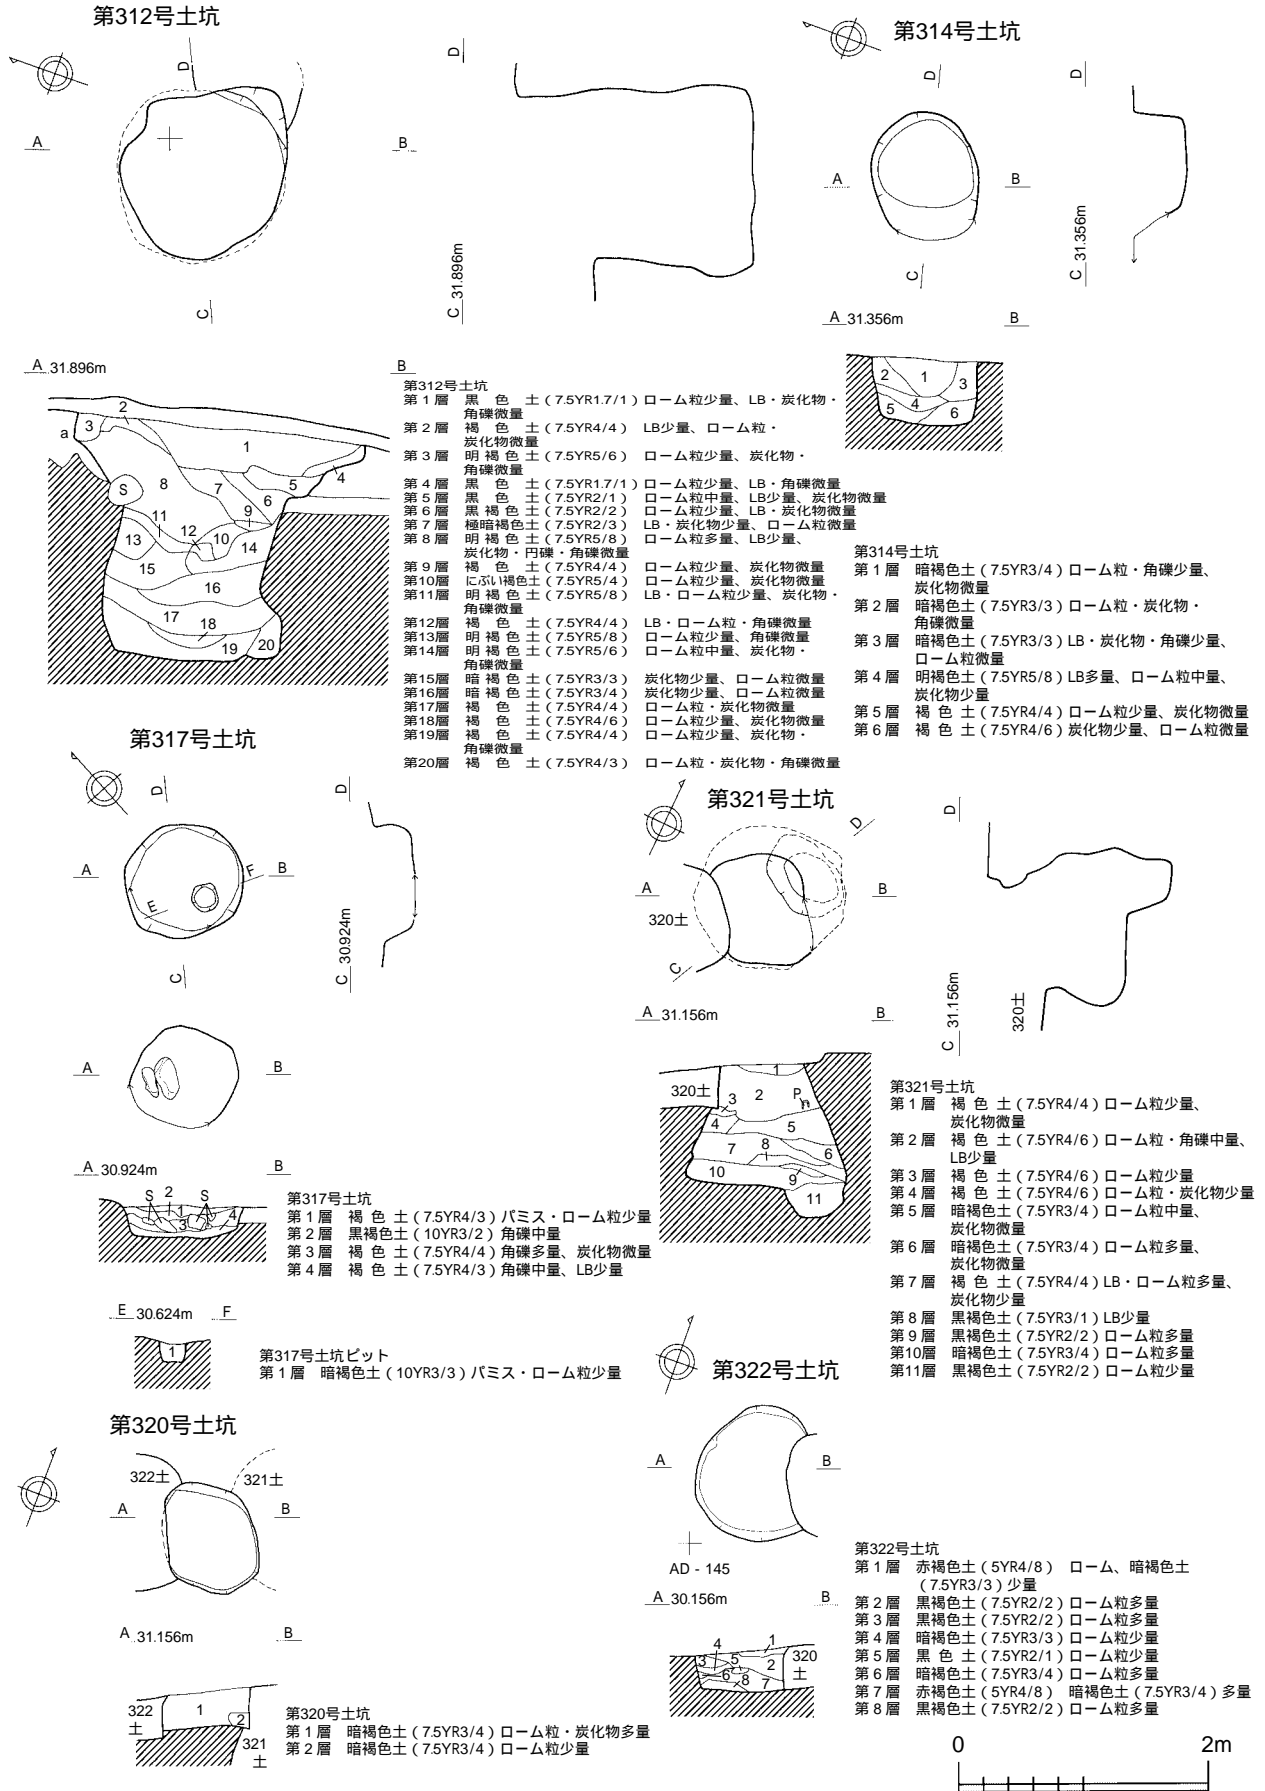 第312号土坑
D
A
B
C
D
C 31.896m
A 31.896m
B
2
3
a
1
4
5
S
8
7
6
9
11
12
10
13
14
15
16
17
18
19
20
第312号土坑
第1層 黒色土（7.5YR1.7/1）ローム粒少量、LB・炭化物・
角礫微量
第2層 褐色土（7.5YR4/4） LB少量、ローム粒・
炭化物微量
第3層 明褐色土（7.5YR5/6） ローム粒少量、炭化物・
角礫微量
第4層 黒色土（7.5YR1.7/1）ローム粒少量、LB・角礫微量
第5層 黒色土（7.5YR2/1） ローム粒中量、LB少量、炭化物微量
第6層 黒褐色土（7.5YR2/2） ローム粒少量、LB・炭化物微量
第7層 極暗褐色土（7.5YR2/3） LB・炭化物少量、ローム粒微量
第8層 明褐色土（7.5YR5/8） ローム粒多量、LB少量、
炭化物・円礫・角礫微量
第9層 褐色土（7.5YR4/4） ローム粒少量、炭化物微量
第10層 にぶい褐色土（7.5YR5/4） ローム粒少量、炭化物微量
第11層 明褐色土（7.5YR5/8） LB・ローム粒少量、炭化物・
角礫微量
第12層 褐色土（7.5YR4/4） LB・ローム粒・角礫微量
第13層 明褐色土（7.5YR5/8） ローム粒少量、角礫微量
第14層 明褐色土（7.5YR5/6） ローム粒中量、炭化物・
角礫微量
第15層 暗褐色土（7.5YR3/3） 炭化物少量、ローム粒微量
第16層 暗褐色土（7.5YR3/4） 炭化物少量、ローム粒微量
第17層 褐色土（7.5YR4/4） ローム粒・炭化物微量
第18層 褐色土（7.5YR4/6） ローム粒少量、炭化物微量
第19層 褐色土（7.5YR4/4） ローム粒少量、炭化物・
角礫微量
第20層 褐色土（7.5YR4/3） ローム粒・炭化物・角礫微量
第314号土坑
D
A
B
C
D
C 31.356m
A 31.356m
B
2
1
3
5
4
6
第314号土坑
第1層 暗褐色土（7.5YR3/4）ローム粒・角礫少量、
炭化物微量
第2層 暗褐色土（7.5YR3/3）ローム粒・炭化物・
角礫微量
第3層 暗褐色土（7.5YR3/3）LB・炭化物・角礫少量、
ローム粒微量
第4層 明褐色土（7.5YR5/8）LB多量、ローム粒中量、
炭化物少量
第5層 褐色土（7.5YR4/4）ローム粒少量、炭化物微量
第6層 褐色土（7.5YR4/6）炭化物少量、ローム粒微量
第317号土坑
D
A
F
B
E
C
D
C 30.924m
A
B
A 30.924m
B
S
2
S
1
3
4
第317号土坑
第1層 褐色土（7.5YR4/3）パミス・ローム粒少量
第2層 黒褐色土（10YR3/2）角礫中量
第3層 褐色土（7.5YR4/4）角礫多量、炭化物微量
第4層 褐色土（7.5YR4/3）角礫中量、LB少量
E 30.624m F
1
第317号土坑ピット
第1層 暗褐色土（10YR3/3）パミス・ローム粒少量
第321号土坑
D
A
B
320土
C
D
C 31.156m
320土
A 31.156m
B
320土
1
3
2
P
4
5
7
8
6
10
9
11
第321号土坑
第1層 褐色土（7.5YR4/4）ローム粒少量、
炭化物微量
第2層 褐色土（7.5YR4/6）ローム粒・角礫中量、
LB少量
第3層 褐色土（7.5YR4/6）ローム粒少量
第4層 褐色土（7.5YR4/6）ローム粒・炭化物少量
第5層 暗褐色土（7.5YR3/4）ローム粒中量、
炭化物微量
第6層 暗褐色土（7.5YR3/4）ローム粒多量、
炭化物微量
第7層 褐色土（7.5YR4/4）LB・ローム粒多量、
炭化物少量
第8層 黒褐色土（7.5YR3/1）LB少量
第9層 黒褐色土（7.5YR2/2）ローム粒多量
第10層 暗褐色土（7.5YR3/4）ローム粒多量
第11層 黒褐色土（7.5YR2/2）ローム粒少量
第320号土坑
322土
321土
A
B
A 31.156m
B
322
土
1
2
321
土
第320号土坑
第1層 暗褐色土（7.5YR3/4）ローム粒・炭化物多量
第2層 暗褐色土（7.5YR3/4）ローム粒少量
第322号土坑
A
B
AD - 145
A 30.156m
B
4
1
3
5
2
320
土
6
8
7
第322号土坑
第1層 赤褐色土（5YR4/8） ローム、暗褐色土
（7.5YR3/3）少量
第2層 黒褐色土（7.5YR2/2）ローム粒多量
第3層 黒褐色土（7.5YR2/2）ローム粒多量
第4層 暗褐色土（7.5YR3/3）ローム粒少量
第5層 黒色土（7.5YR2/1）ローム粒少量
第6層 暗褐色土（7.5YR3/4）ローム粒多量
第7層 赤褐色土（5YR4/8） 暗褐色土（7.5YR3/4）多量
第8層 黒褐色土（7.5YR2/2）ローム粒多量
0 2m